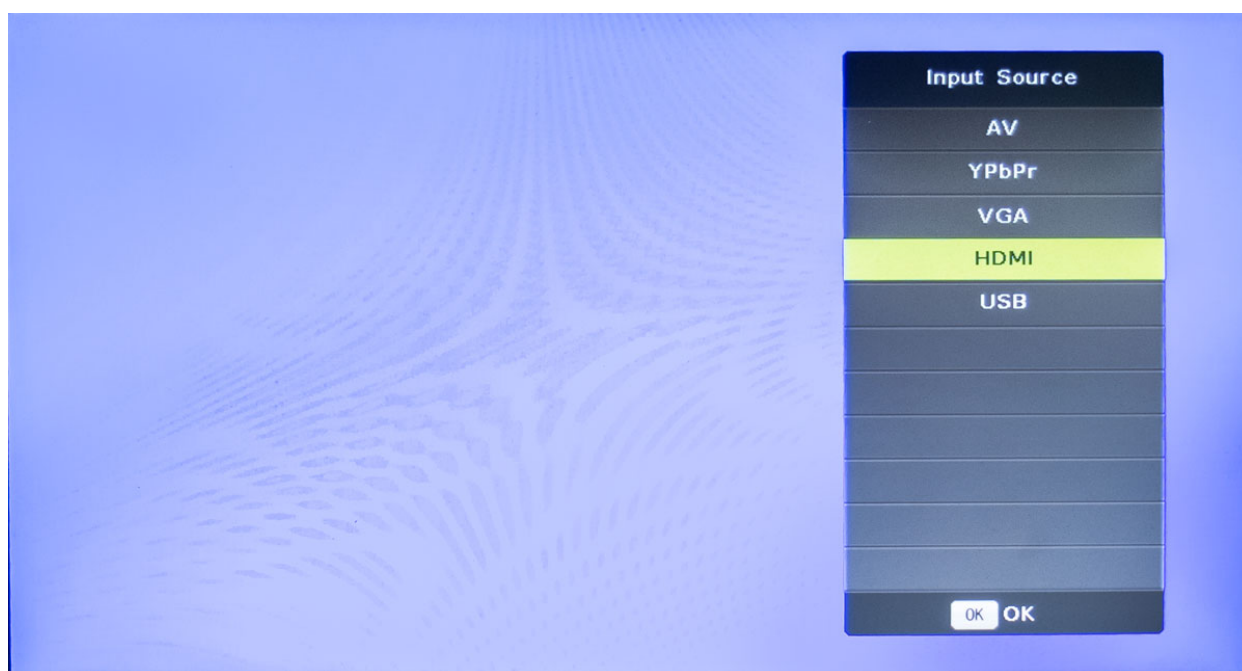 Input Source
AV
YPbPr
VGA
HDMI
USB
OK OK